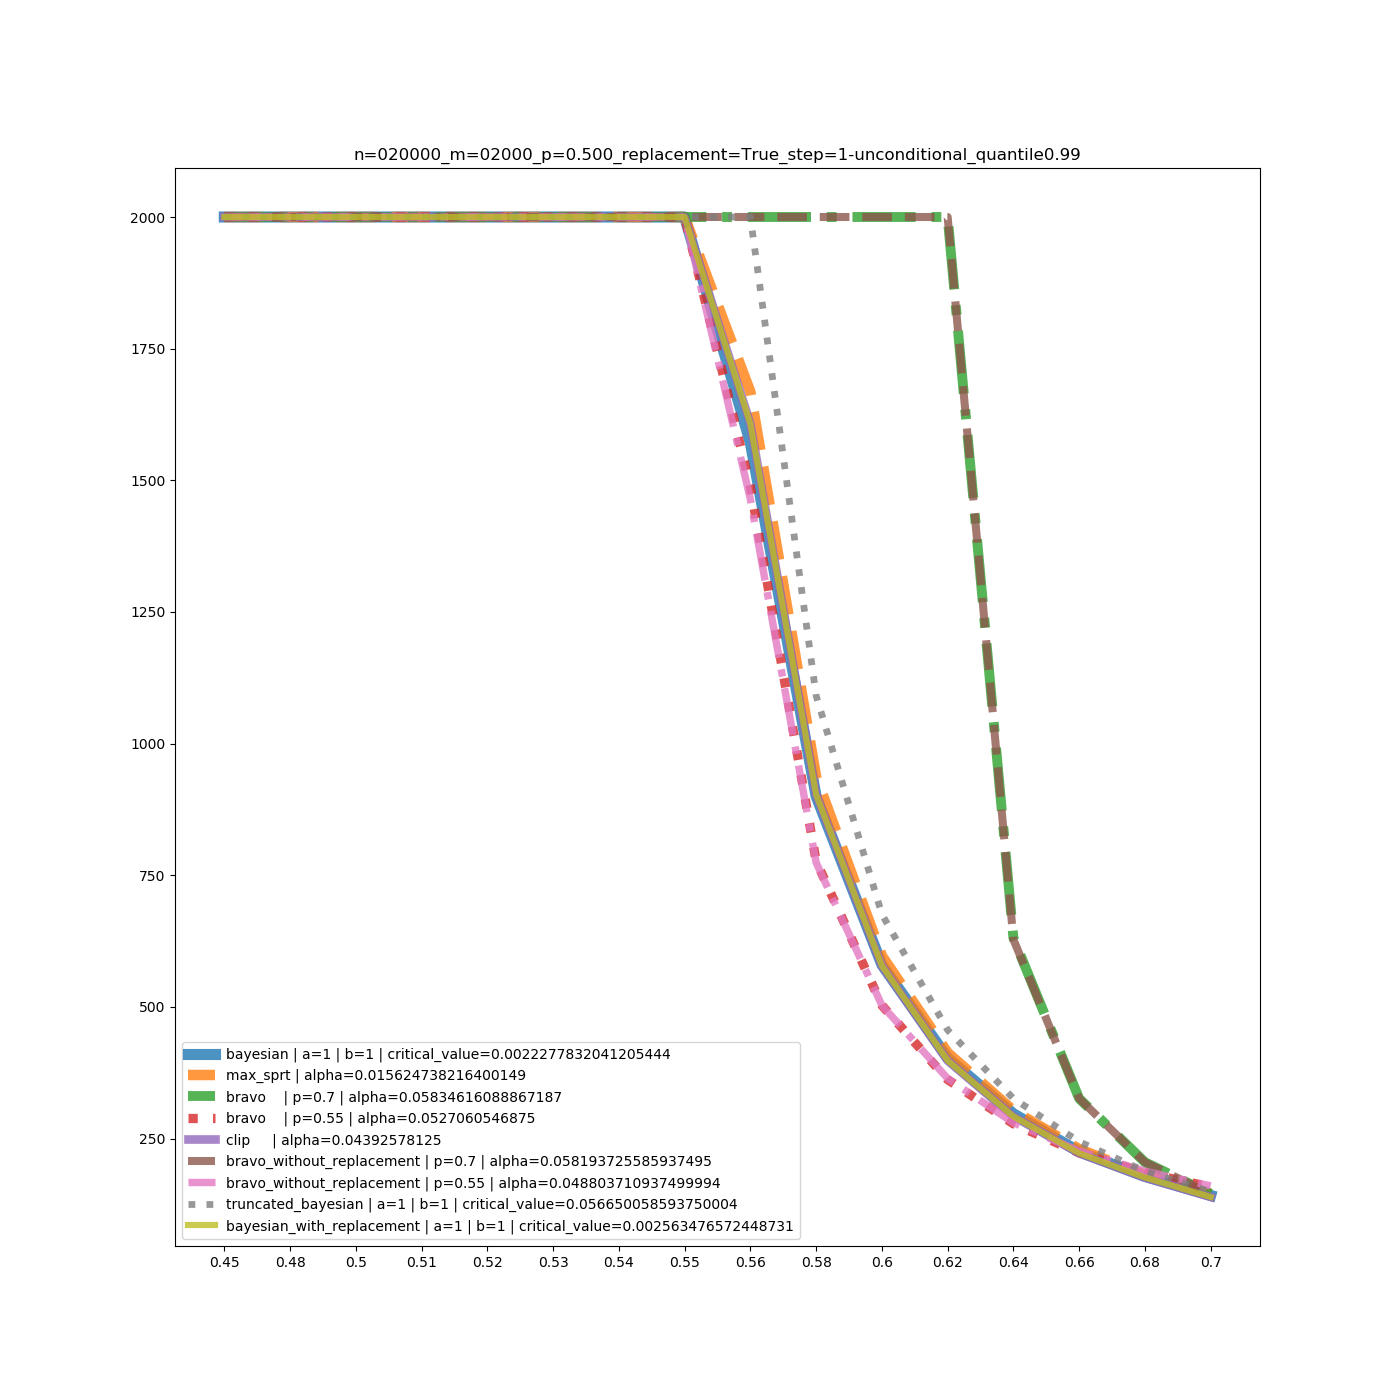 n=020000_m=02000_p=0.500_replacement=True_step=1-unconditional_quantile0.99
2000
1750
1500
1250
1000
750
500
250
bayesian | a=1 | b=1 | critical_value=0.0022277832041205444
max_sprt | alpha=0.015624738216400149
bravo | p=0.7 | alpha=0.05834616088867187
bravo | p=0.55 | alpha=0.0527060546875
clip | alpha=0.04392578125
bravo_without_replacement | p=0.7 | alpha=0.058193725585937495
bravo_without_replacement | p=0.55 | alpha=0.048803710937499994
truncated_bayesian | a=1 | b=1 | critical_value=0.056650058593750004
bayesian_with_replacement | a=1 | b=1 | critical_value=0.002563476572448731
0.45 0.48 0.5 0.51 0.52 0.53 0.54 0.55 0.56 0.58 0.6 0.62 0.64 0.66 0.68 0.7